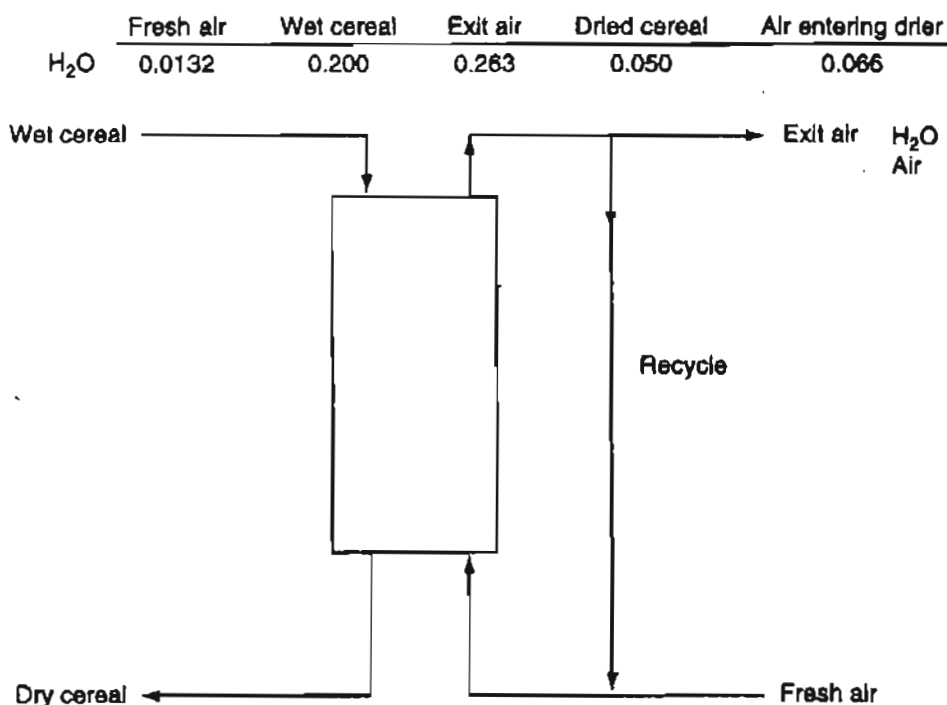 Fresh air Wet cereal Exit air Dried cereal Air entering drier
H₂O 0.0132 0.200 0.263 0.050 0.066
Wet cereal Exit air H₂O
Air
Recycle
Dry cereal Fresh air